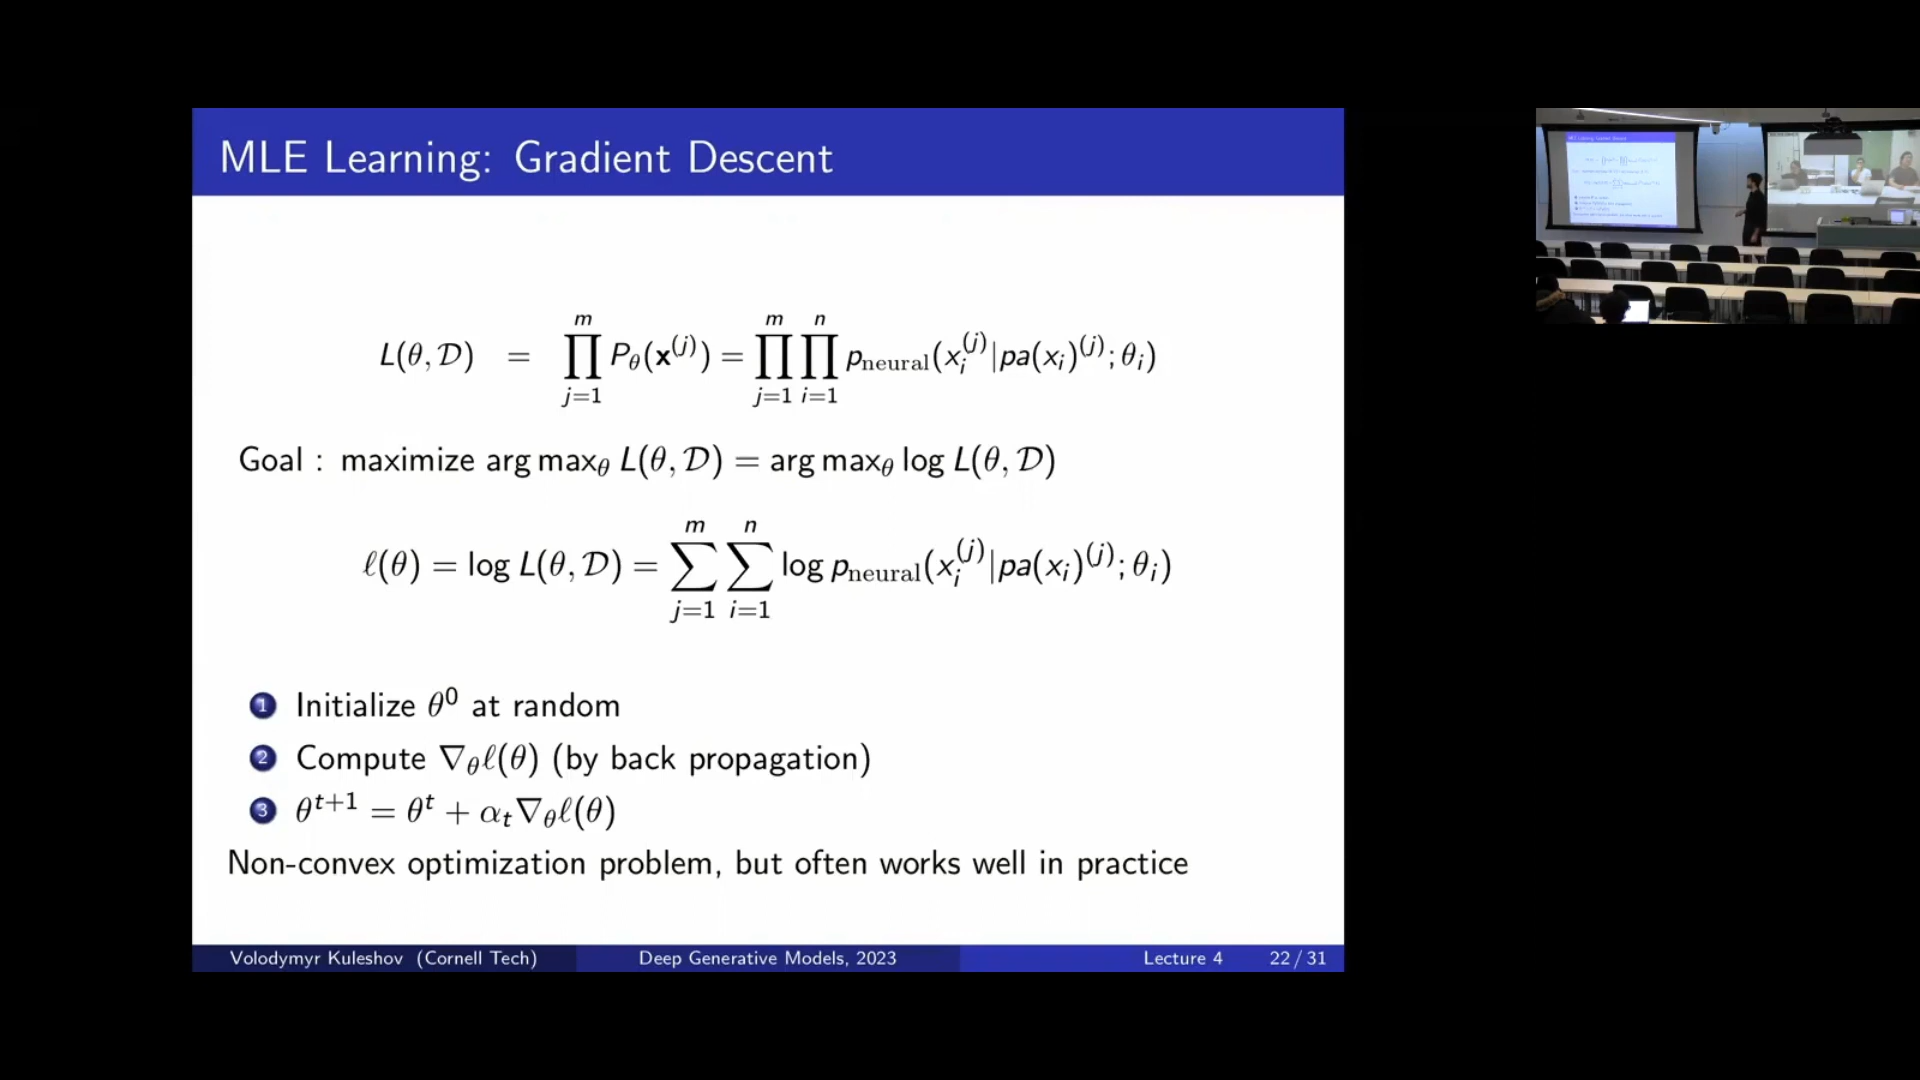 MLE Learning: Gradient Descent
L(θ, D) = ∏_{j=1}^{m} P_θ(x^{(j)}) = ∏_{j=1}^{m} ∏_{i=1}^{n} p_neural(x_i^{(j)}|pa(x_i)^{(j)}; θ_i)
Goal : maximize arg max_θ L(θ, D) = arg max_θ log L(θ, D)
ℓ(θ) = log L(θ, D) = ∑_{j=1}^{m} ∑_{i=1}^{n} log p_neural(x_i^{(j)}|pa(x_i)^{(j)}; θ_i)
1 Initialize θ^0 at random
2 Compute ∇_θℓ(θ) (by back propagation)
3 θ^{t+1} = θ^t + α_t∇_θℓ(θ)
Non-convex optimization problem, but often works well in practice
Volodymyr Kuleshov (Cornell Tech) Deep Generative Models, 2023 Lecture 4 22 / 31